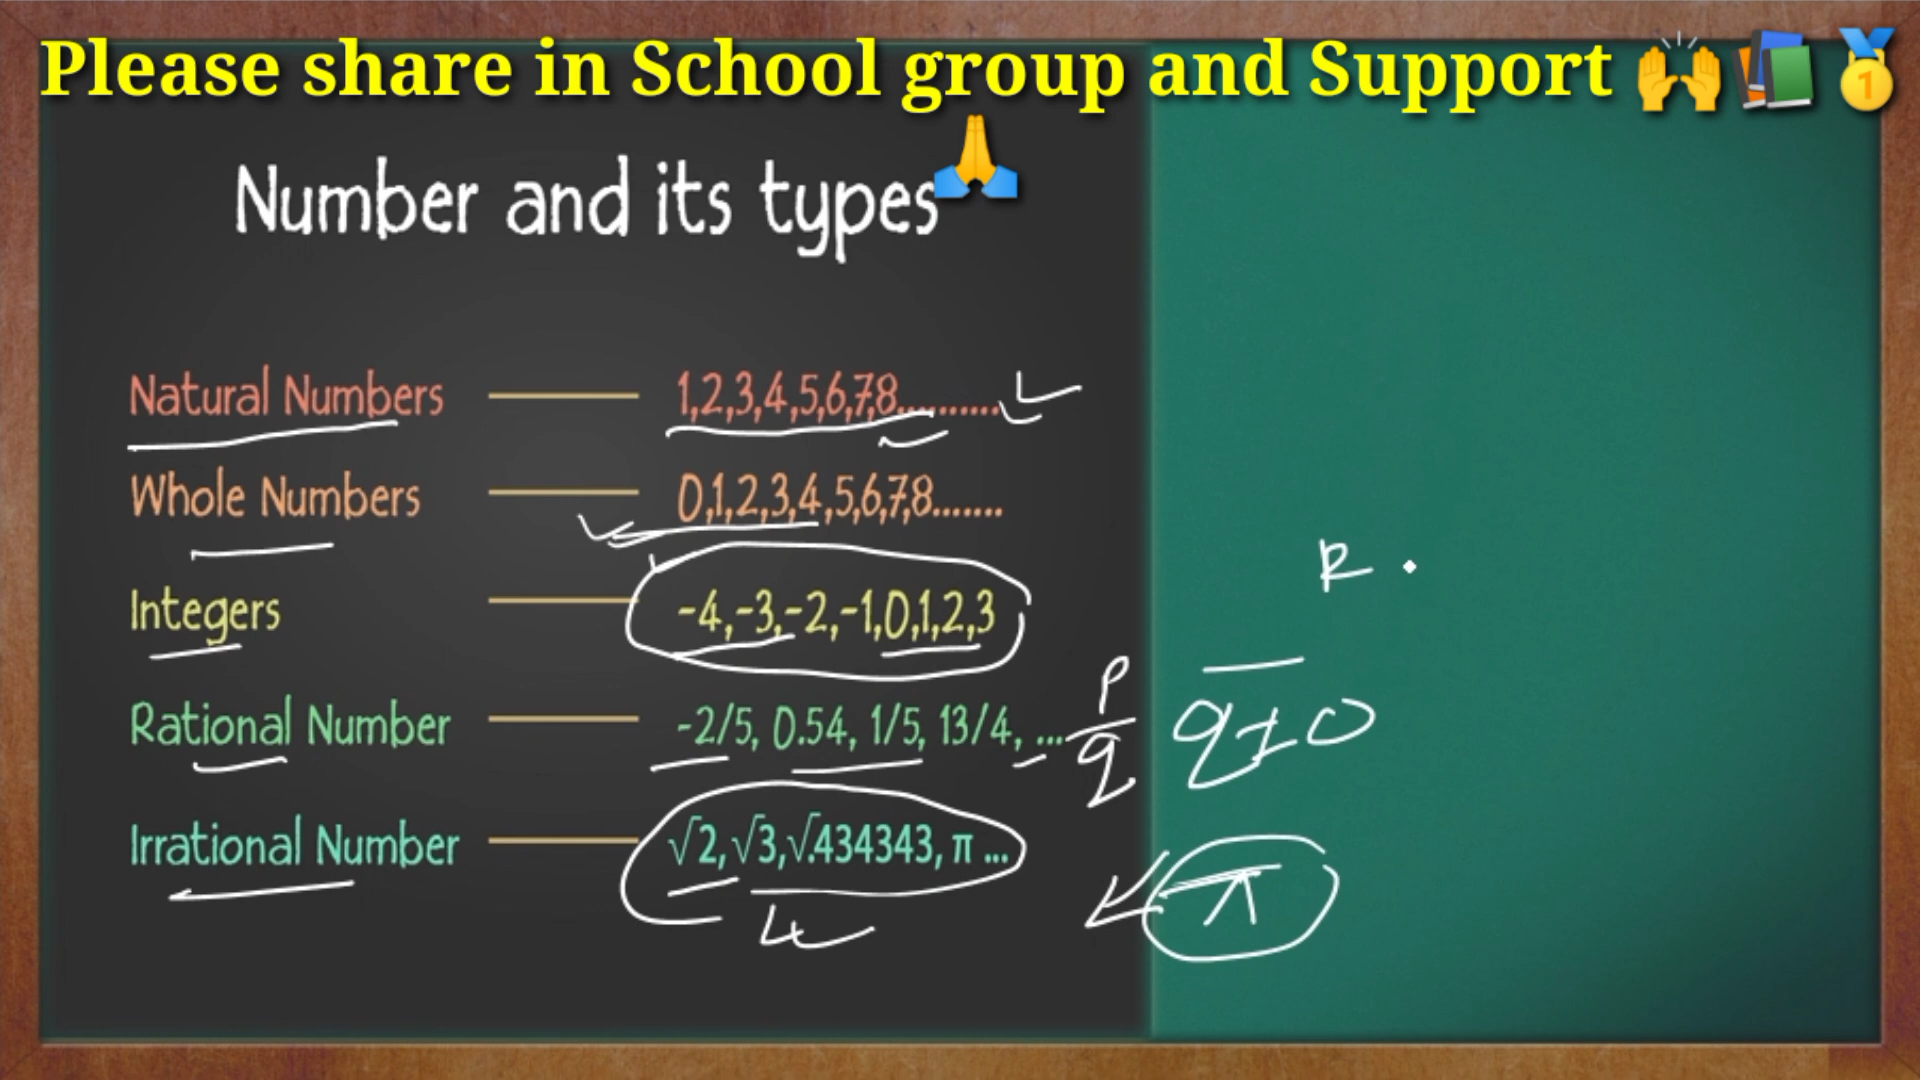 Please share in School group and Support 🙌📚🥇
🙏
Number and its types
Natural Numbers 1,2,3,4,5,6,7,8..........
Whole Numbers 0,1,2,3,4,5,6,7,8.......
R .
Integers -4,-3,-2,-1,0,1,2,3
Rational Number -2/5, 0.54, 1/5, 13/4, ... p/q q≠0
Irrational Number √2, √3,√.434343, π ... π